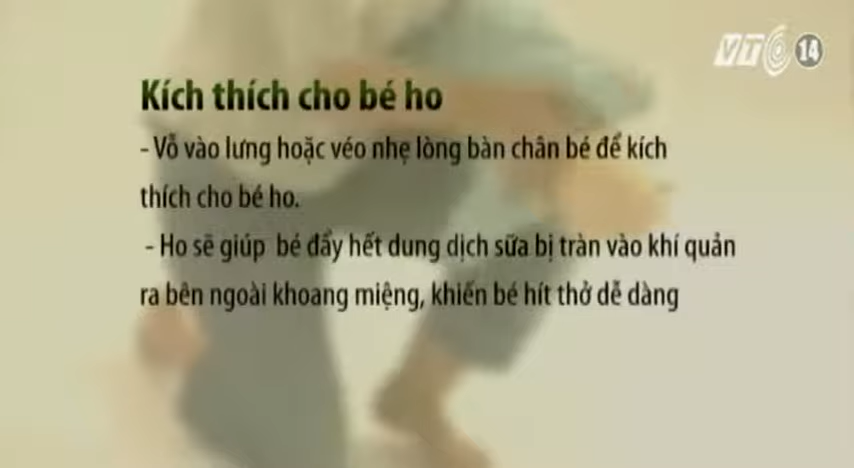 VTC 14
Kích thích cho bé ho
- Vỗ vào lưng hoặc véo nhẹ lòng bàn chân bé để kích
thích cho bé ho.
- Ho sẽ giúp bé đẩy hết dung dịch sữa bị tràn vào khí quản
ra bên ngoài khoang miệng, khiến bé hít thở dễ dàng